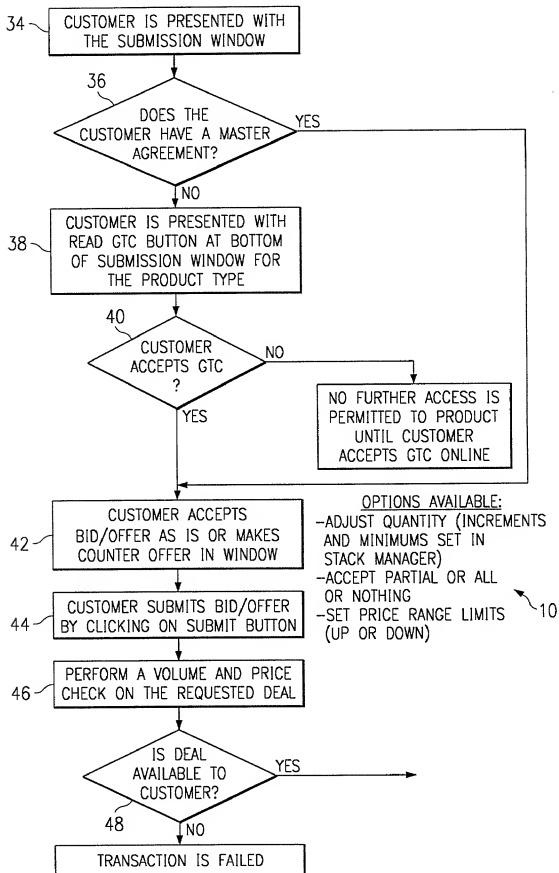 34
CUSTOMER IS PRESENTED WITH
THE SUBMISSION WINDOW
36
DOES THE
CUSTOMER HAVE A MASTER
AGREEMENT?
YES
NO
38
CUSTOMER IS PRESENTED WITH
READ GTC BUTTON AT BOTTOM
OF SUBMISSION WINDOW FOR
THE PRODUCT TYPE
40
CUSTOMER
ACCEPTS GTC
?
NO
YES
NO FURTHER ACCESS IS
PERMITTED TO PRODUCT
UNTIL CUSTOMER
ACCEPTS GTC ONLINE
42
CUSTOMER ACCEPTS
BID/OFFER AS IS OR MAKES
COUNTER OFFER IN WINDOW
OPTIONS AVAILABLE:
-ADJUST QUANTITY (INCREMENTS
AND MINIMUMS SET IN
STACK MANAGER)
-ACCEPT PARTIAL OR ALL
OR NOTHING
-SET PRICE RANGE LIMITS
(UP OR DOWN)
10
44
CUSTOMER SUBMITS BID/OFFER
BY CLICKING ON SUBMIT BUTTON
46
PERFORM A VOLUME AND PRICE
CHECK ON THE REQUESTED DEAL
IS DEAL
AVAILABLE TO
CUSTOMER?
YES
48
NO
TRANSACTION IS FAILED